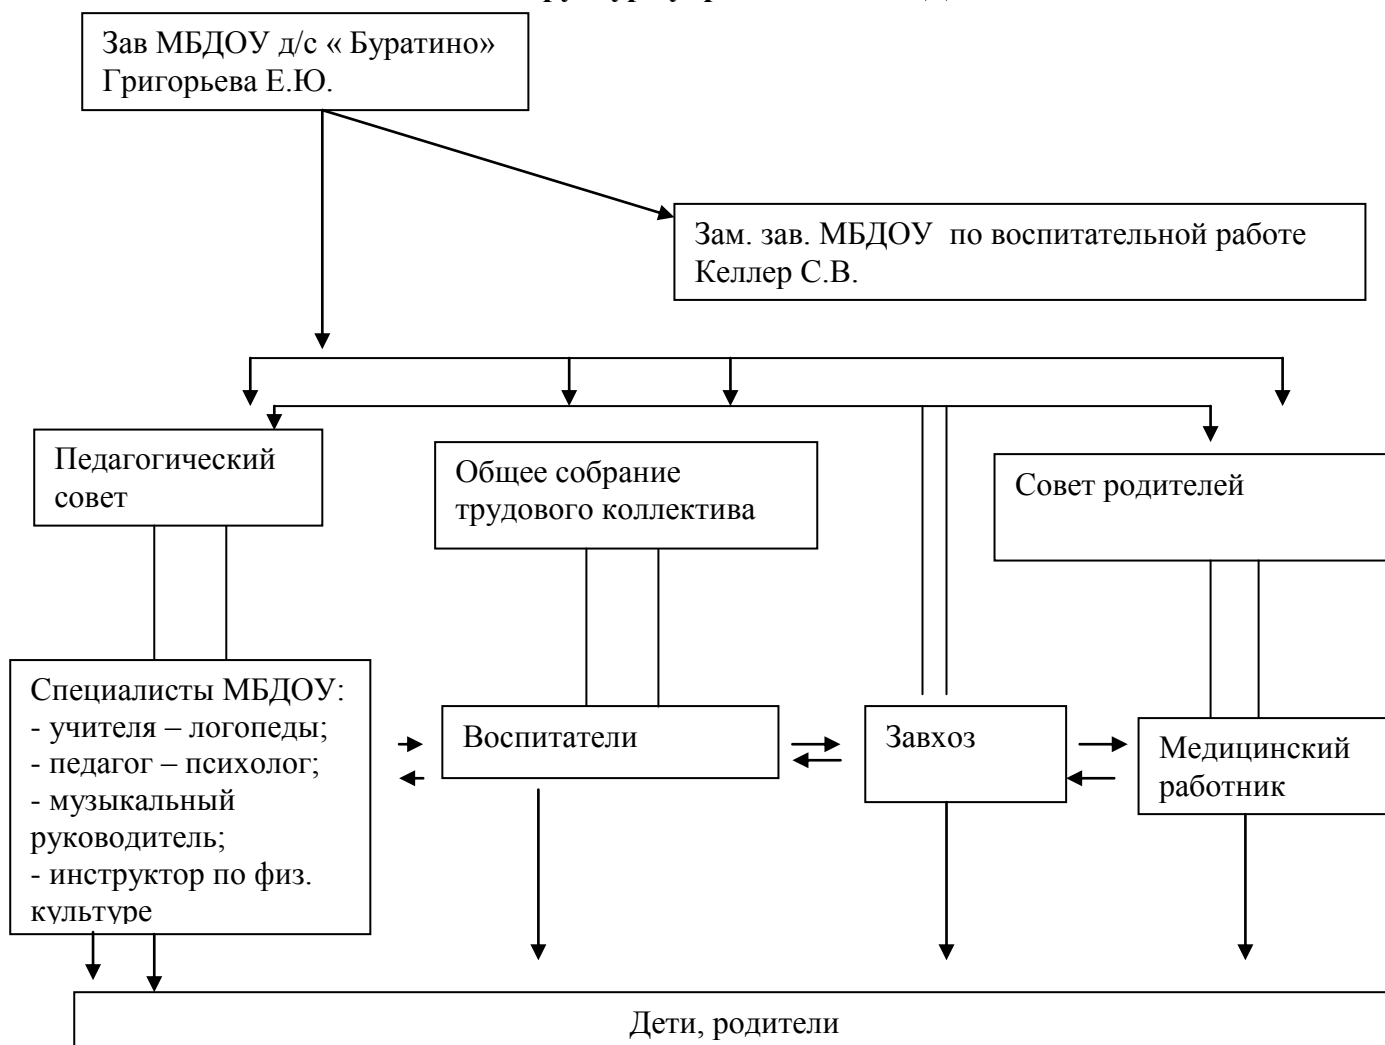 Зав МБДОУ д/с « Буратино»
Григорьева Е.Ю.
Зам. зав. МБДОУ по воспитательной работе
Келлер С.В.
Педагогический
совет
Общее собрание
трудового коллектива
Совет родителей
Специалисты МБДОУ:
- учителя – логопеды;
- педагог – психолог;
- музыкальный
руководитель;
- инструктор по физ.
культуре
Воспитатели
Завхоз
Медицинский
работник
Дети, родители